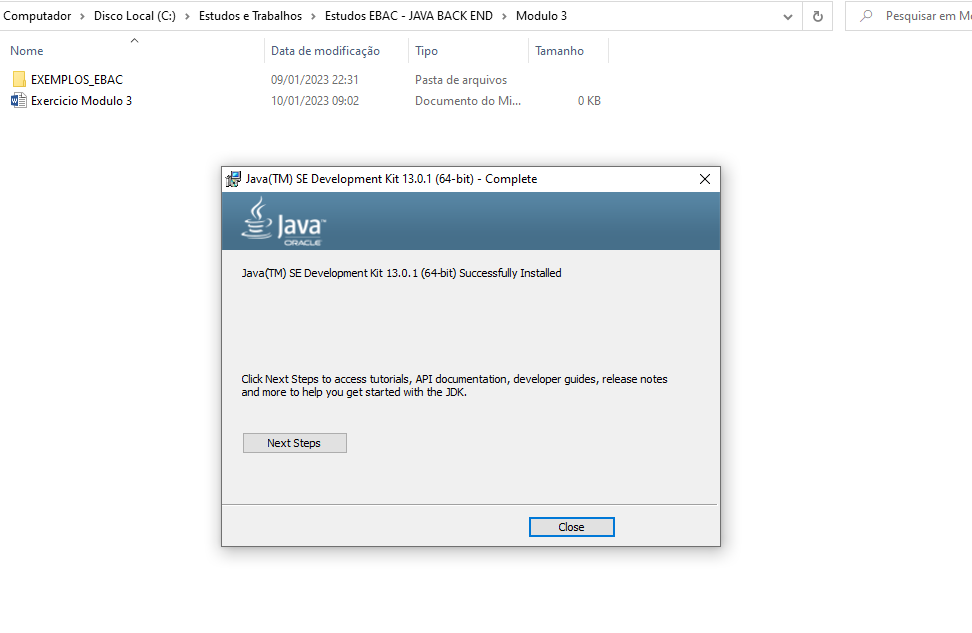 Computador > Disco Local (C:) > Estudos e Trabalhos > Estudos EBAC - JAVA BACK END > Modulo 3
Pesquisar em Mo
Nome Data de modificação Tipo Tamanho
EXEMPLOS_EBAC 09/01/2023 22:31 Pasta de arquivos
Exercicio Modulo 3 10/01/2023 09:02 Documento do Mi... 0 KB
Java(TM) SE Development Kit 13.0.1 (64-bit) - Complete
Java™
ORACLE
Java(TM) SE Development Kit 13.0.1 (64-bit) Successfully Installed
Click Next Steps to access tutorials, API documentation, developer guides, release notes
and more to help you get started with the JDK.
Next Steps
Close